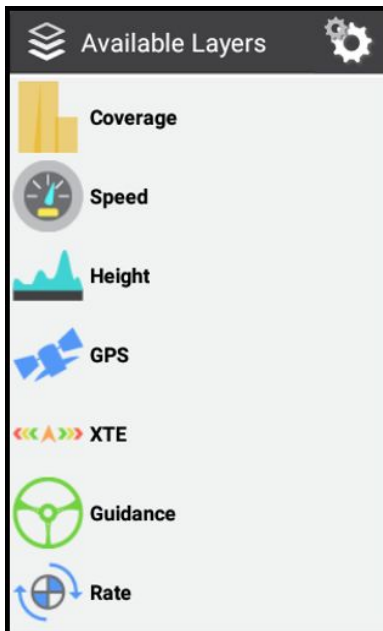 Available Layers
Coverage
Speed
Height
GPS
XTE
Guidance
Rate